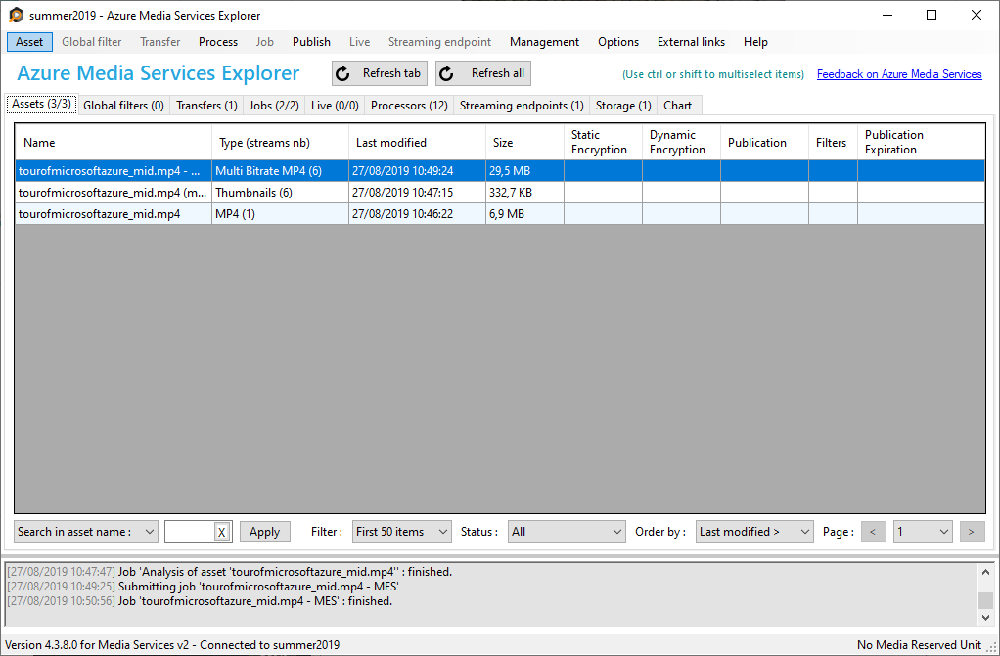 summer2019 - Azure Media Services Explorer
Asset Global filter Transfer Process Job Publish Live Streaming endpoint Management Options External links Help
Azure Media Services Explorer Refresh tab Refresh all (Use ctrl or shift to multiselect items) Feedback on Azure Media Services
Assets (3/3) Global filters (0) Transfers (1) Jobs (2/2) Live (0/0) Processors (12) Streaming endpoints (1) Storage (1) Chart
Name Type (streams nb) Last modified Size Static Encryption Dynamic Encryption Publication Filters Publication Expiration
tourofmicrosoftazure_mid.mp4 - ... Multi Bitrate MP4 (6) 27/08/2019 10:49:24 29,5 MB
tourofmicrosoftazure_mid.mp4 (m... Thumbnails (6) 27/08/2019 10:47:15 332,7 KB
tourofmicrosoftazure_mid.mp4 MP4 (1) 27/08/2019 10:46:22 6,9 MB
Search in asset name : X Apply Filter : First 50 items Status : All Order by : Last modified > Page : < 1 >
[27/08/2019 10:47:47] Job 'Analysis of asset 'tourofmicrosoftazure_mid.mp4'' : finished.
[27/08/2019 10:49:25] Submitting job 'tourofmicrosoftazure_mid.mp4 - MES'
[27/08/2019 10:50:56] Job 'tourofmicrosoftazure_mid.mp4 - MES' : finished.
Version 4.3.8.0 for Media Services v2 - Connected to summer2019 No Media Reserved Unit